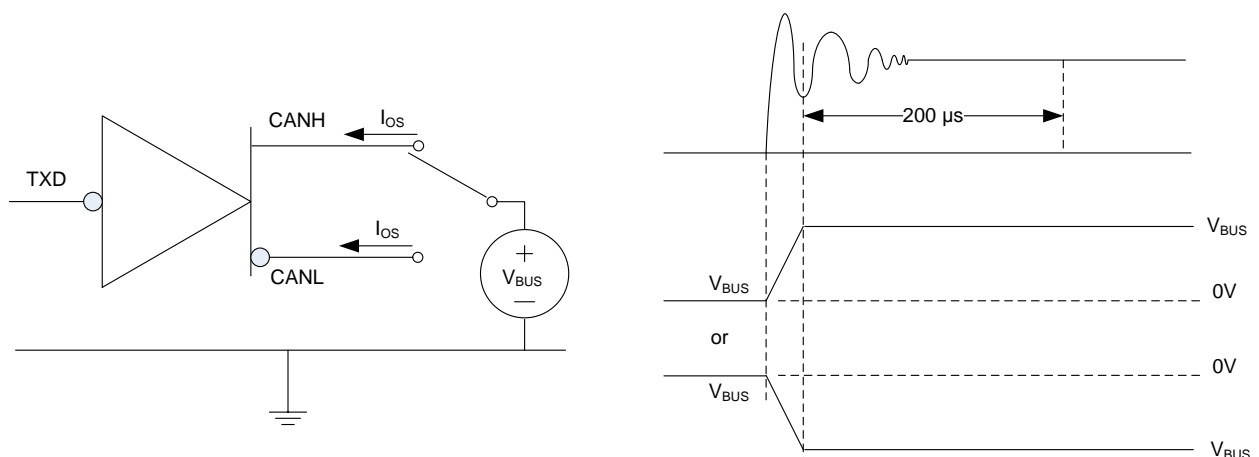 CANH
I_OS
TXD
I_OS
CANL
+
V_BUS
—
200 µs
V_BUS
V_BUS
0V
or
0V
V_BUS
V_BUS